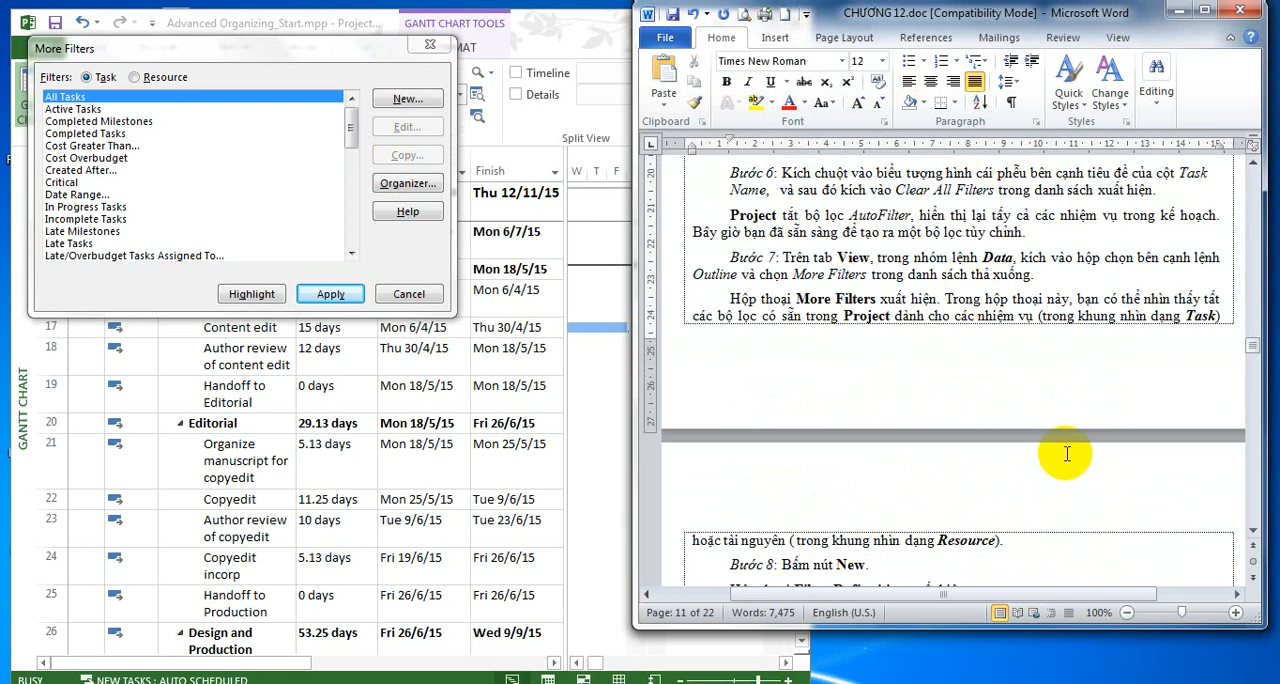 Advanced Organizing_Start.mpp - Project...
GANTT CHART TOOLS
MAT
More Filters
Filters:
Task
Resource
All Tasks
Active Tasks
Completed Milestones
Completed Tasks
Cost Greater Than...
Cost Overbudget
Created After...
Critical
Date Range...
In Progress Tasks
Incomplete Tasks
Late Milestones
Late Tasks
Late/Overbudget Tasks Assigned To...
New...
Edit...
Copy...
Organizer...
Help
Highlight
Apply
Cancel
Timeline
Details
Split View
Finish
W T F
Thu 12/11/15
Mon 6/7/15
Mon 18/5/15
Mon 6/4/15
17 Content edit 15 days Mon 6/4/15 Thu 30/4/15
18 Author review of content edit 12 days Thu 30/4/15 Mon 18/5/15
19 Handoff to Editorial 0 days Mon 18/5/15 Mon 18/5/15
20 Editorial 29.13 days Mon 18/5/15 Fri 26/6/15
21 Organize manuscript for copyedit 5.13 days Mon 18/5/15 Mon 25/5/15
22 Copyedit 11.25 days Mon 25/5/15 Tue 9/6/15
23 Author review of copyedit 10 days Tue 9/6/15 Tue 23/6/15
24 Copyedit incorp 5.13 days Fri 19/6/15 Fri 26/6/15
25 Handoff to Production 0 days Fri 26/6/15 Fri 26/6/15
26 Design and Production 53.25 days Fri 26/6/15 Wed 9/9/15
GANTT CHART
BUSY
NEW TASKS : AUTO SCHEDULED
CHƯƠNG 12.doc [Compatibility Mode] - Microsoft Word
File Home Insert Page Layout References Mailings Review View
Times New Roman
12
Paste
Clipboard
Font
Paragraph
Quick Styles
Change Styles
Styles
Editing
Bước 6: Kích chuột vào biểu tượng hình cái phễu bên cạnh tiêu đề của cột Task
Name, và sau đó kích vào Clear All Filters trong danh sách xuất hiện.
Project tắt bộ lọc AutoFilter, hiển thị lại tẩy cả các nhiệm vụ trong kế hoạch.
Bây giờ bạn đã sẵn sàng để tạo ra một bộ lọc tùy chỉnh.
Bước 7: Trên tab View, trong nhóm lệnh Data, kích vào hộp chọn bên cạnh lệnh
Outline và chọn More Filters trong danh sách thả xuống.
Hộp thoại More Filters xuất hiện. Trong hộp thoại này, bạn có thể nhìn thấy tất
các bộ lọc có sẵn trong Project dành cho các nhiệm vụ (trong khung nhìn dạng Task)
hoặc tài nguyên ( trong khung nhìn dạng Resource).
Bước 8: Bấm nút New.
Page: 11 of 22
Words: 7,475
English (U.S.)
100%